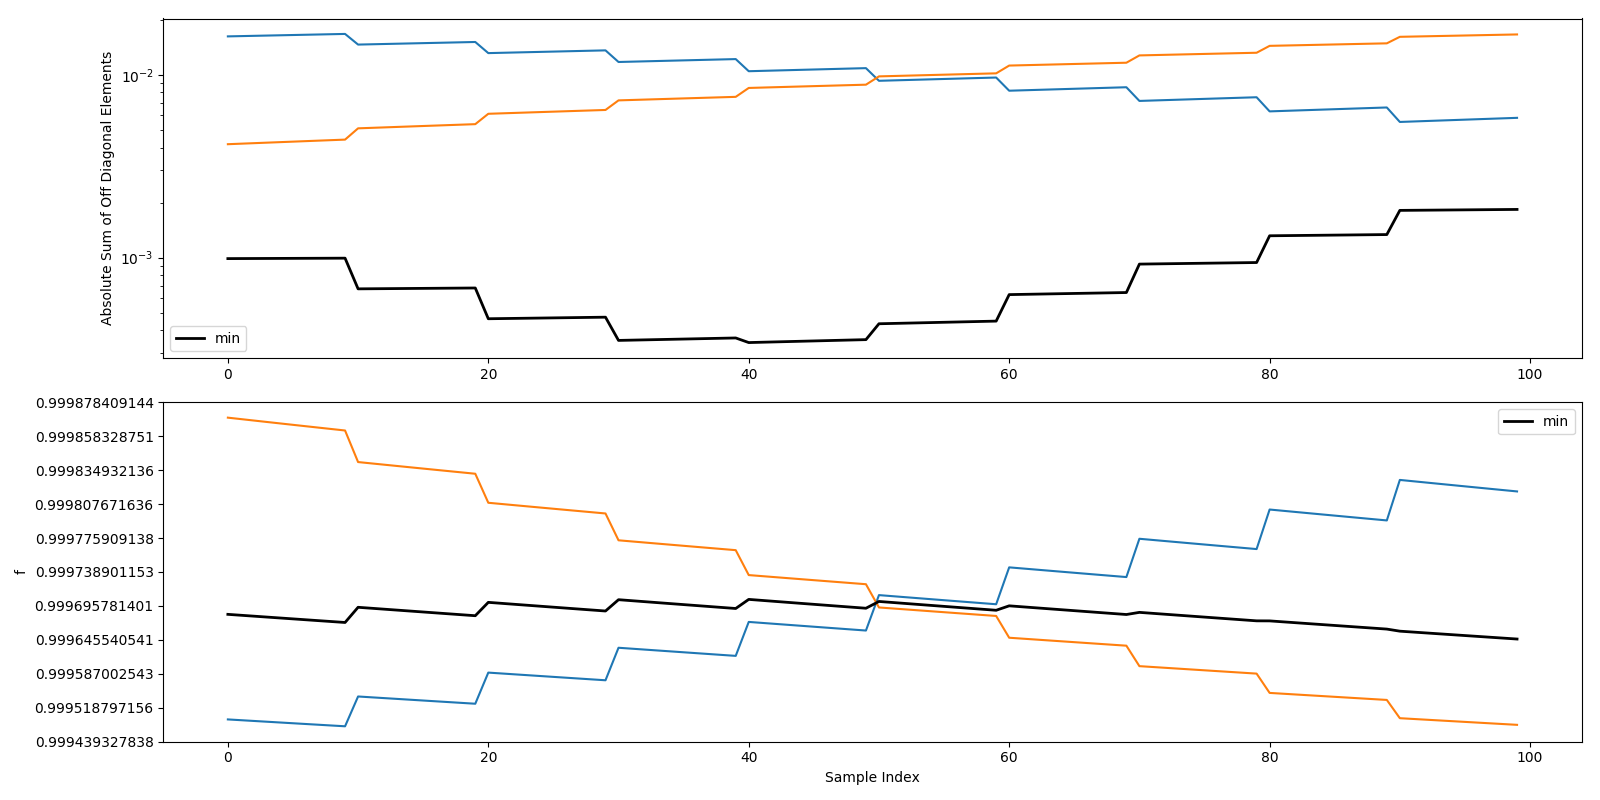 Absolute Sum of Off Diagonal Elements
10⁻²
10⁻³
min
0 20 40 60 80 100
f
0.999878409144
0.999858328751
0.999834932136
0.999807671636
0.999775909138
0.999738901153
0.999695781401
0.999645540541
0.999587002543
0.999518797156
0.999439327838
min
0 20 40 60 80 100
Sample Index